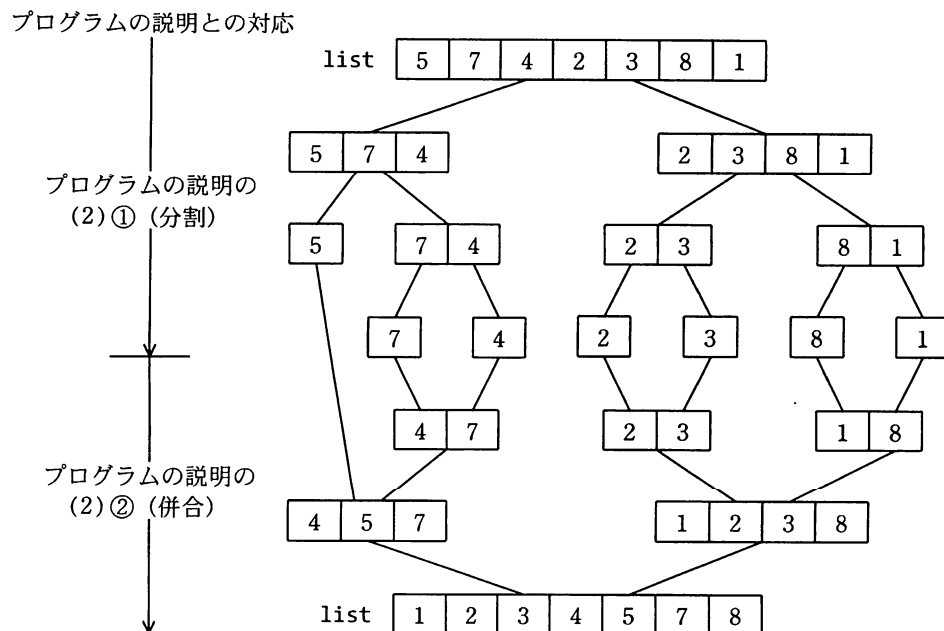 プログラムの説明との対応
list 5 7 4 2 3 8 1
5 7 4 2 3 8 1
プログラムの説明の
(2)①(分割)
5 7 4 2 3 8 1
7 4 2 3 8 1
4 7 2 3 1 8
プログラムの説明の
(2)②(併合)
4 5 7 1 2 3 8
list 1 2 3 4 5 7 8